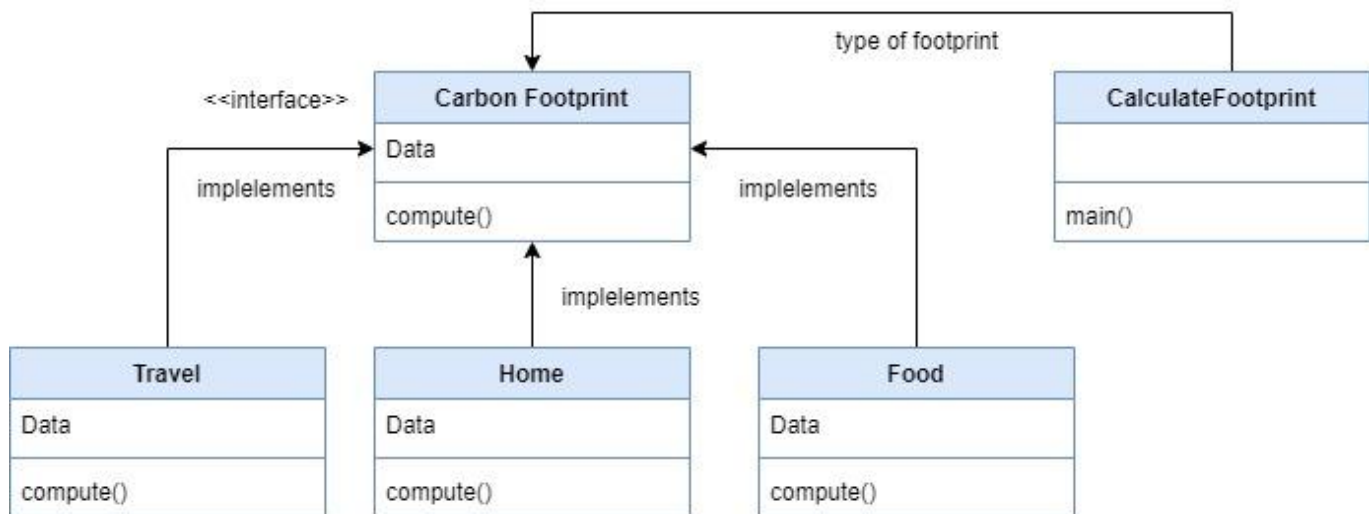 type of footprint
<<interface>>
Carbon Footprint
Data
compute()
CalculateFootprint
main()
implelements
implelements
implelements
Travel
Data
compute()
Home
Data
compute()
Food
Data
compute()